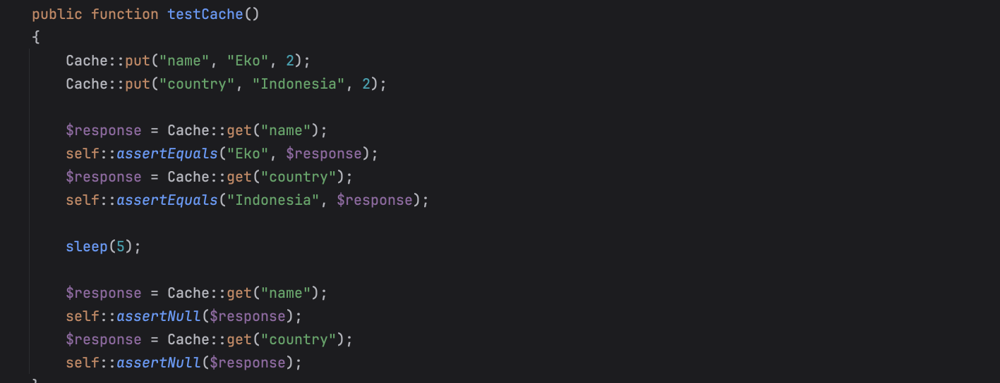 public function testCache()
{
Cache::put("name", "Eko", 2);
Cache::put("country", "Indonesia", 2);
$response = Cache::get("name");
self::assertEquals("Eko", $response);
$response = Cache::get("country");
self::assertEquals("Indonesia", $response);
sleep(5);
$response = Cache::get("name");
self::assertNull($response);
$response = Cache::get("country");
self::assertNull($response);
}